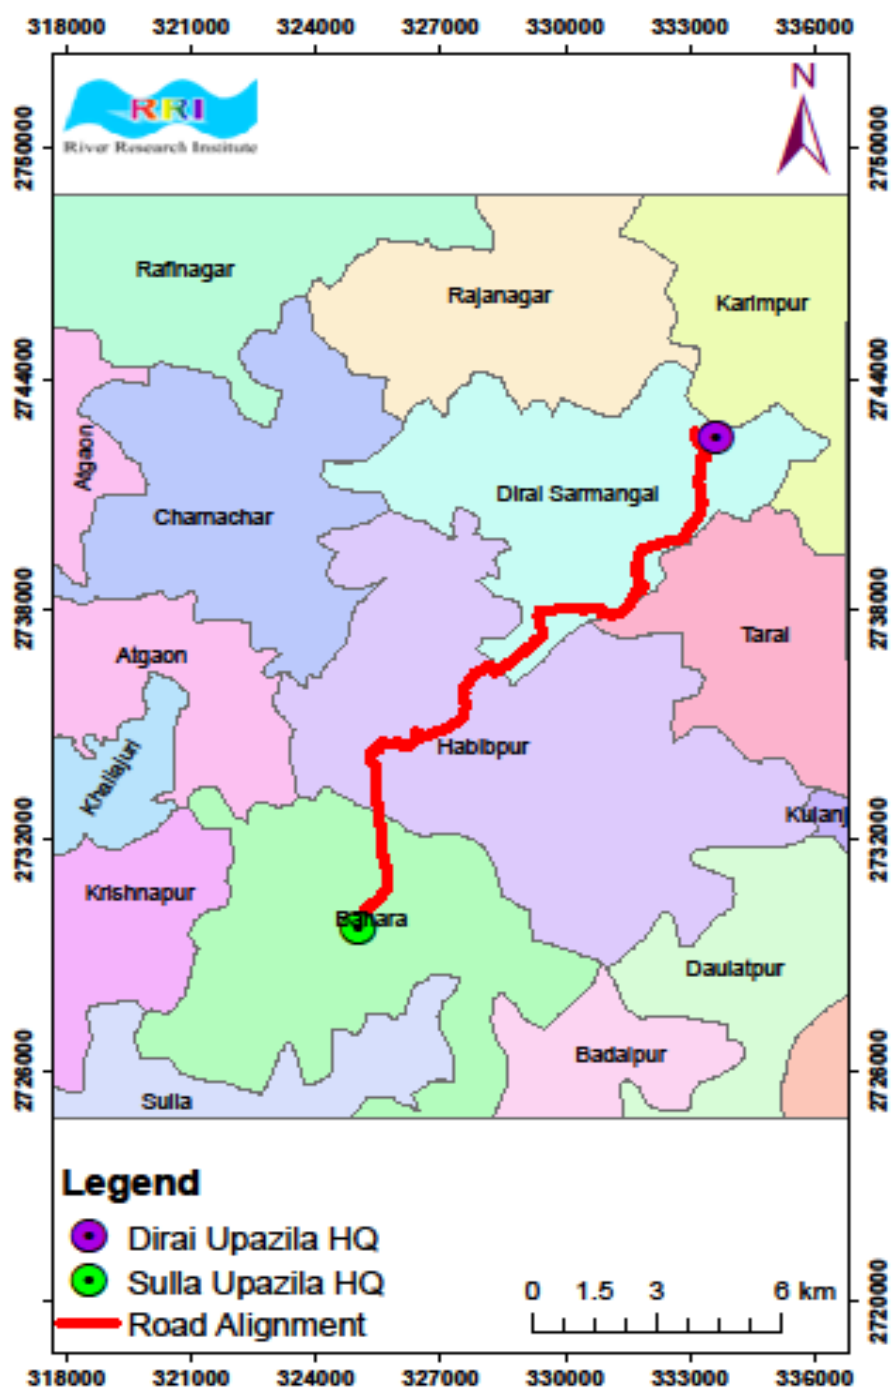 318000 321000 324000 327000 330000 333000 336000
RRI
River Research Institute
N
2750000 2750000
Rafinagar
Rajanagar
Karimpur
2744000 2744000
Atgaon
Dirai Sarmangal
Charnachar
2738000 2738000
Taral
Atgaon
Habibpur
Khaliajuri
Kulanj
2732000 2732000
Krishnapur
Bahara
Daulatpur
Badalpur
2726000 2726000
Sulla
Legend
Dirai Upazila HQ
Sulla Upazila HQ
0 1.5 3 6 km
2720000 2720000
Road Alignment
318000 321000 324000 327000 330000 333000 336000